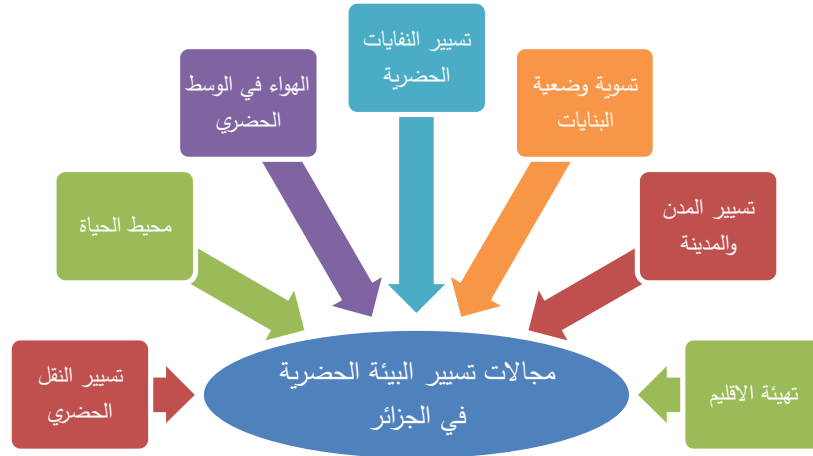 تسيير النفايات
الحضرية
الهواء في الوسط
الحضري
تسوية وضعية
البنايات
محيط الحياة
تسيير المدن
والمدينة
تسيير النقل
الحضري
مجالات تسيير البيئة الحضرية
في الجزائر
تهيئة الاقليم